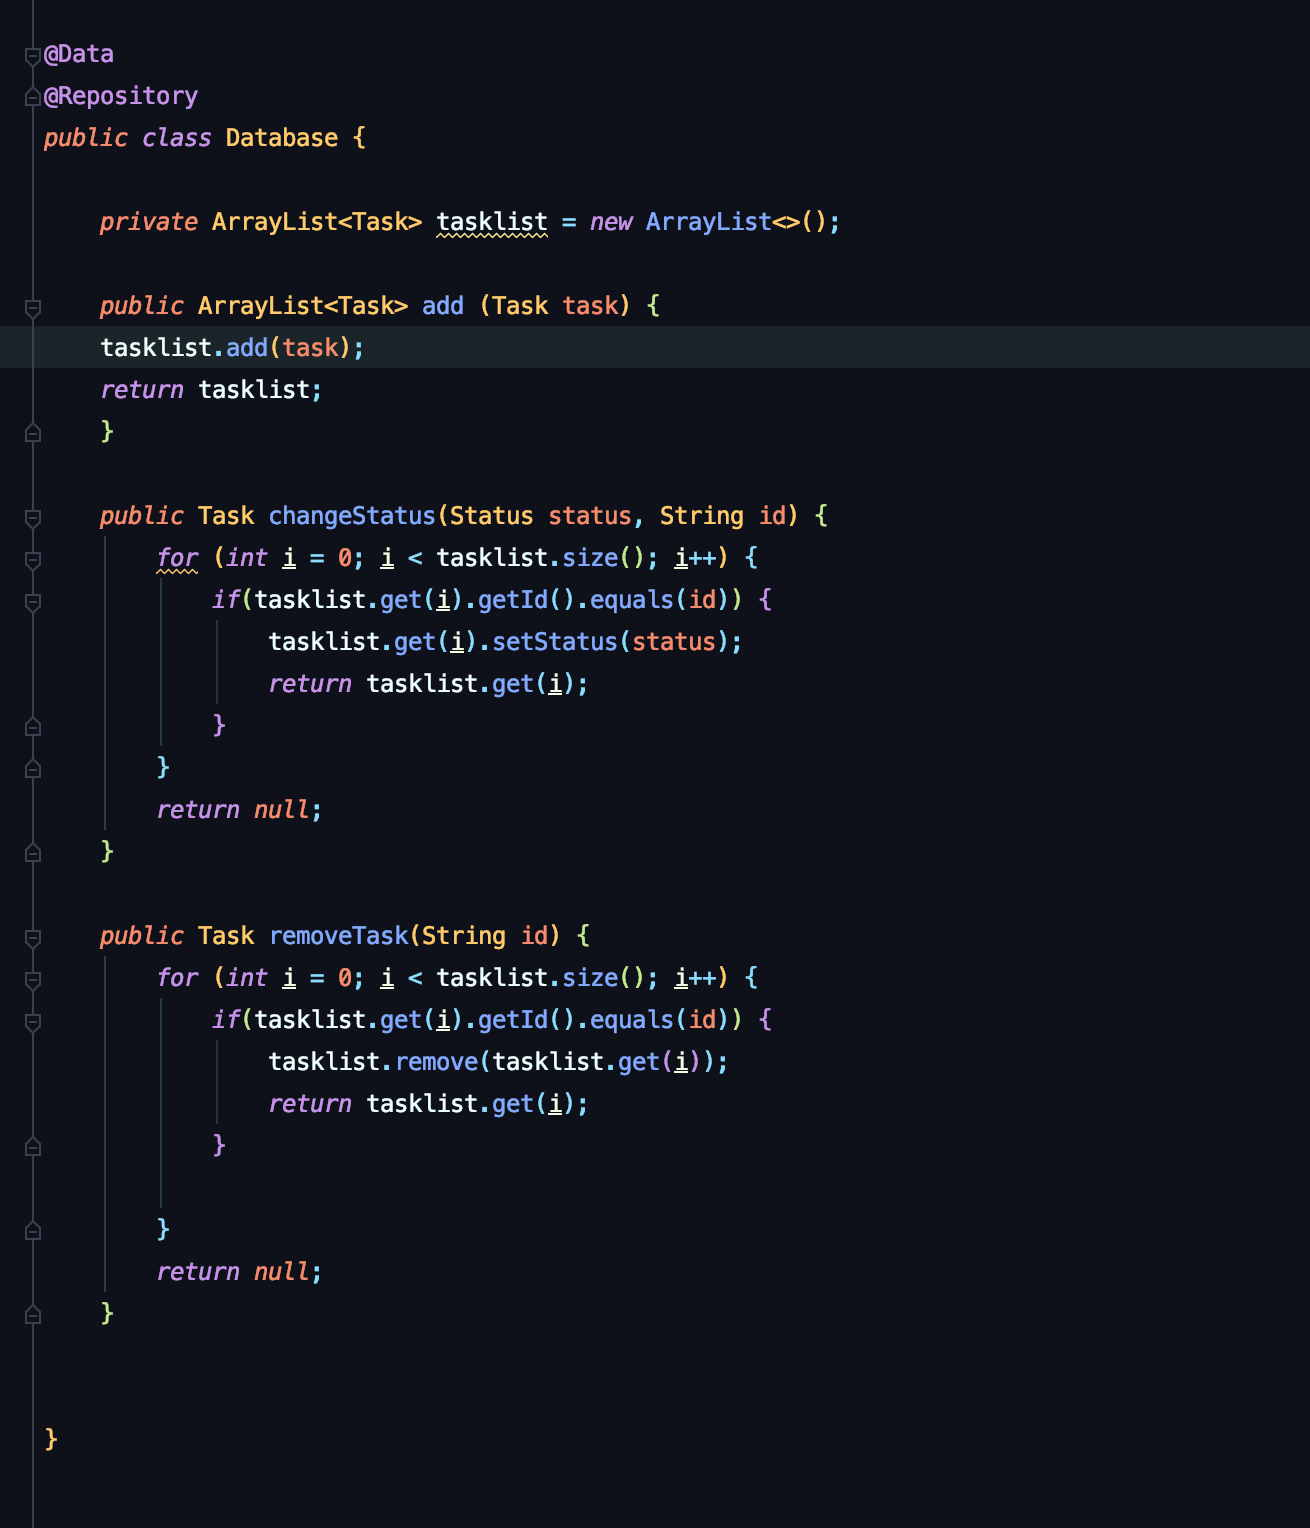 @Data
@Repository
public class Database {
private ArrayList<Task> tasklist = new ArrayList<>();
public ArrayList<Task> add (Task task) {
tasklist.add(task);
return tasklist;
}
public Task changeStatus(Status status, String id) {
for (int i = 0; i < tasklist.size(); i++) {
if(tasklist.get(i).getId().equals(id)) {
tasklist.get(i).setStatus(status);
return tasklist.get(i);
}
}
return null;
}
public Task removeTask(String id) {
for (int i = 0; i < tasklist.size(); i++) {
if(tasklist.get(i).getId().equals(id)) {
tasklist.remove(tasklist.get(i));
return tasklist.get(i);
}
}
return null;
}
}